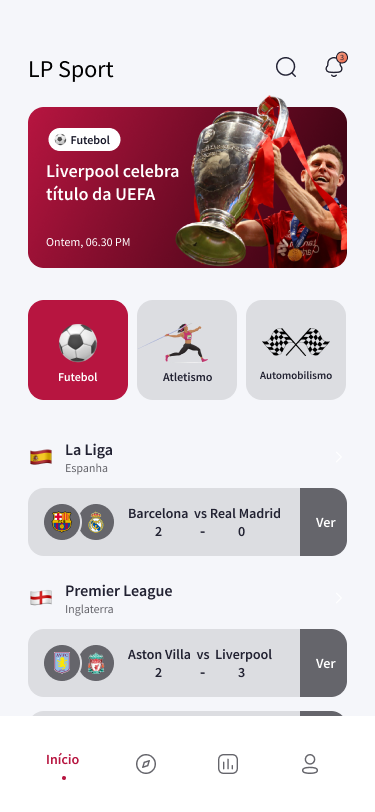 LP Sport
3
Futebol
Liverpool celebra
título da UEFA
Ontem, 06.30 PM
Futebol
Atletismo
Automobilismo
La Liga
Espanha
Barcelona vs Real Madrid
2 - 0
Ver
Premier League
Inglaterra
Aston Villa vs Liverpool
2 - 3
Ver
Início